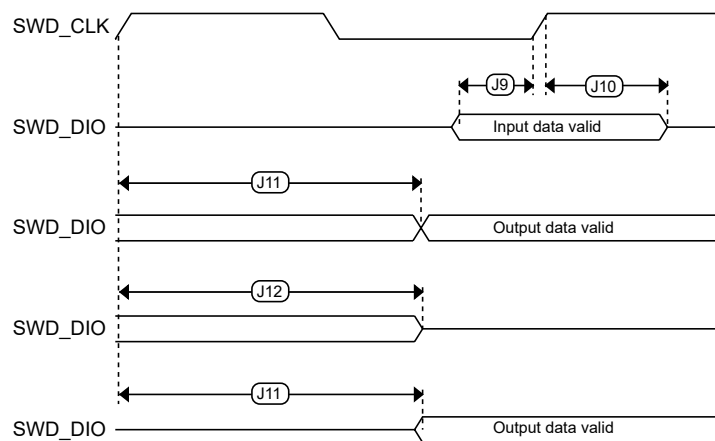 SWD_CLK
J9
J10
SWD_DIO
Input data valid
J11
SWD_DIO
Output data valid
J12
SWD_DIO
J11
SWD_DIO
Output data valid